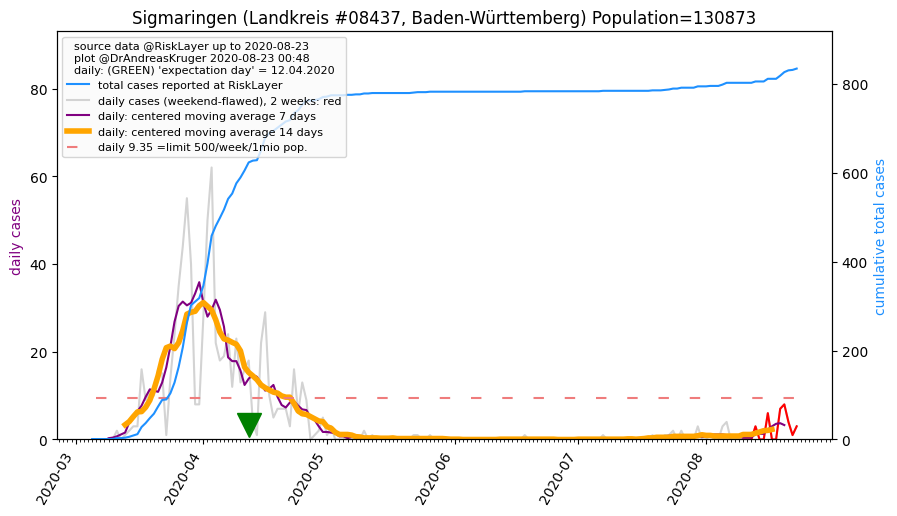 Sigmaringen (Landkreis #08437, Baden-Württemberg) Population=130873
source data @RiskLayer up to 2020-08-23
plot @DrAndreasKruger 2020-08-23 00:48
daily: (GREEN) 'expectation day' = 12.04.2020
total cases reported at RiskLayer
daily cases (weekend-flawed), 2 weeks: red
daily: centered moving average 7 days
daily: centered moving average 14 days
daily 9.35 =limit 500/week/1mio pop.
daily cases
80
60
40
20
0
cumulative total cases
800
600
400
200
0
2020-03
2020-04
2020-05
2020-06
2020-07
2020-08